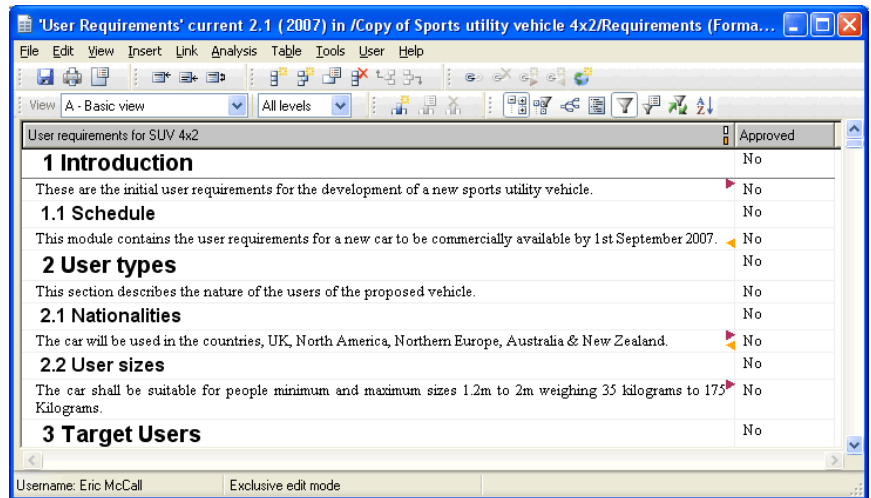 'User Requirements' current 2.1 (2007) in /Copy of Sports utility vehicle 4x2/Requirements (Forma...
File Edit View Insert Link Analysis Table Tools User Help
View A - Basic view All levels
User requirements for SUV 4x2 Approved
1 Introduction No
These are the initial user requirements for the development of a new sports utility vehicle. No
1.1 Schedule No
This module contains the user requirements for a new car to be commercially available by 1st September 2007. No
2 User types No
This section describes the nature of the users of the proposed vehicle. No
2.1 Nationalities No
The car will be used in the countries, UK, North America, Northern Europe, Australia & New Zealand. No
2.2 User sizes No
The car shall be suitable for people minimum and maximum sizes 1.2m to 2m weighing 35 kilograms to 175 No
Kilograms.
3 Target Users No
Username: Eric McCall Exclusive edit mode